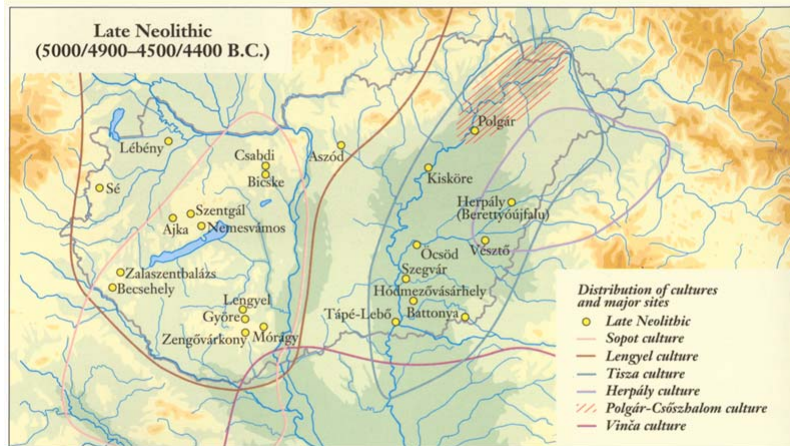 Late Neolithic
(5000/4900–4500/4400 B.C.)
Lébény
Csabdi
Bicske
Aszód
Polgár
Kisköre
Sé
Szentgál
Ajka
Nemesvámos
Herpály
(Berettyóújfalu)
Öcsöd
Vésztő
Szegvár
Zalaszentbalázs
Becsehely
Hódmezővásárhely
Lengyel
Györe
Tápé-Lebő
Battonya
Zengővárkony
Mórágy
Distribution of cultures
and major sites
Late Neolithic
Sopot culture
Lengyel culture
Tisza culture
Herpály culture
Polgár-Csőszhalom culture
Vinča culture